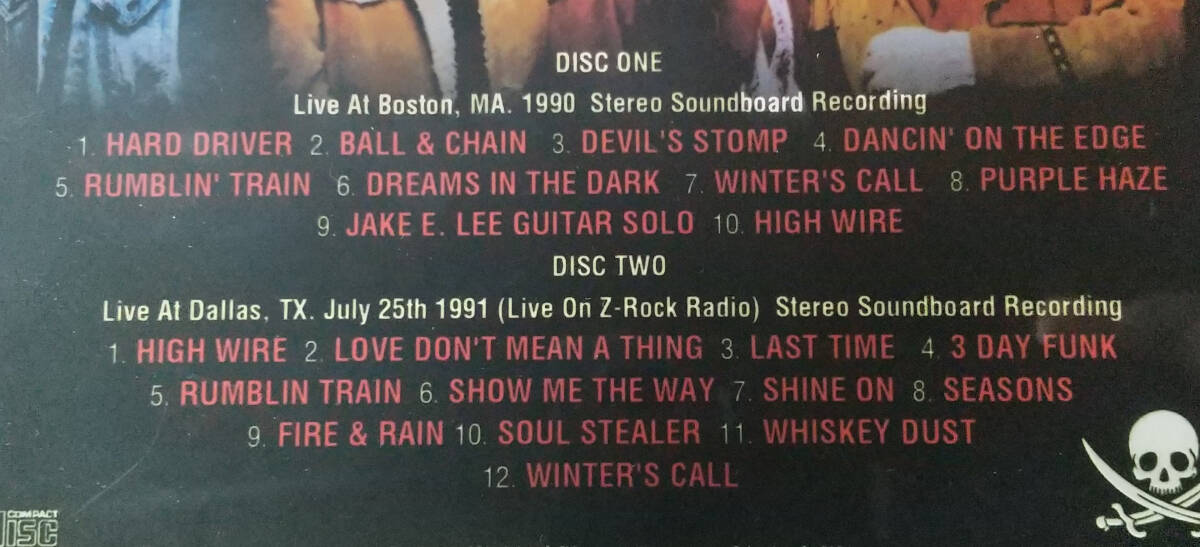 DISC ONE
Live At Boston, MA. 1990 Stereo Soundboard Recording
1. HARD DRIVER 2. BALL & CHAIN 3. DEVIL'S STOMP 4. DANCIN' ON THE EDGE
5. RUMBLIN' TRAIN 6. DREAMS IN THE DARK 7. WINTER'S CALL 8. PURPLE HAZE
9. JAKE E. LEE GUITAR SOLO 10. HIGH WIRE
DISC TWO
Live At Dallas, TX. July 25th 1991 (Live On Z-Rock Radio) Stereo Soundboard Recording
1. HIGH WIRE 2. LOVE DON'T MEAN A THING 3. LAST TIME 4. 3 DAY FUNK
5. RUMBLIN TRAIN 6. SHOW ME THE WAY 7. SHINE ON 8. SEASONS
9. FIRE & RAIN 10. SOUL STEALER 11. WHISKEY DUST
12. WINTER'S CALL
COMPACT
disc